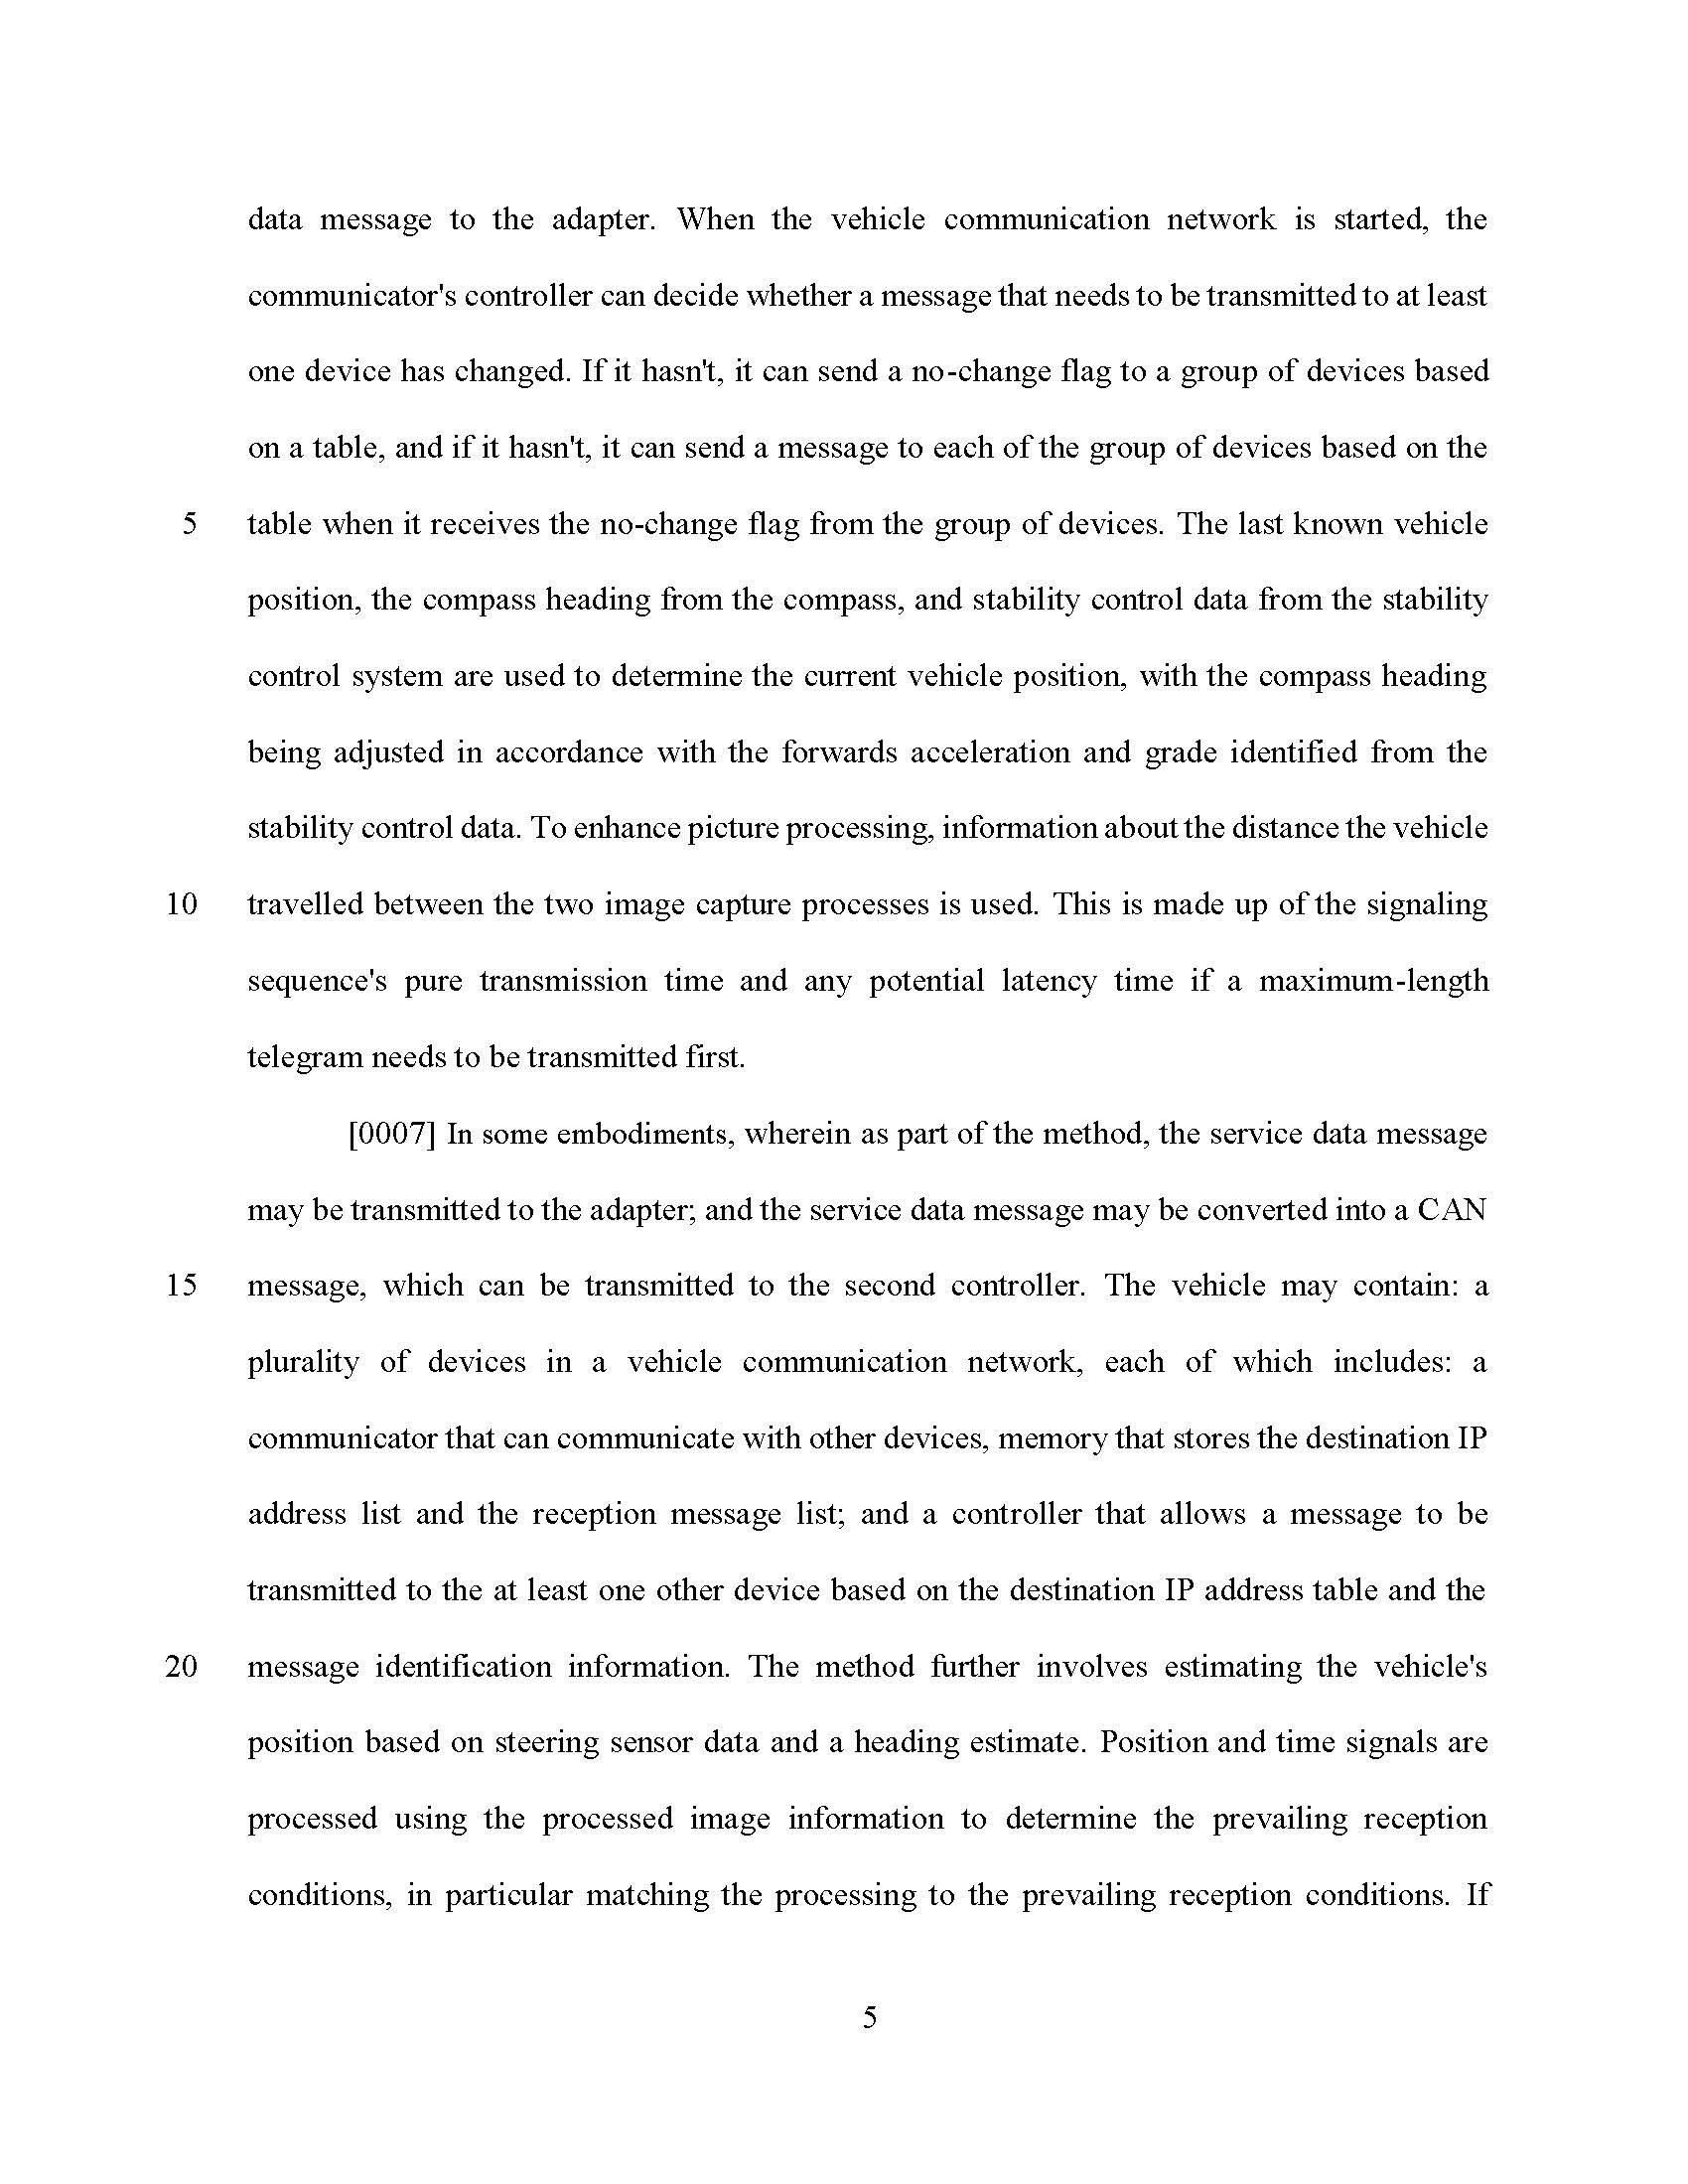 data message to the adapter. When the vehicle communication network is started, the
communicator's controller can decide whether a message that needs to be transmitted to at least
one device has changed. If it hasn't, it can send a no-change flag to a group of devices based
on a table, and if it hasn't, it can send a message to each of the group of devices based on the
5 table when it receives the no-change flag from the group of devices. The last known vehicle
position, the compass heading from the compass, and stability control data from the stability
control system are used to determine the current vehicle position, with the compass heading
being adjusted in accordance with the forwards acceleration and grade identified from the
stability control data. To enhance picture processing, information about the distance the vehicle
10 travelled between the two image capture processes is used. This is made up of the signaling
sequence's pure transmission time and any potential latency time if a maximum-length
telegram needs to be transmitted first.
[0007] In some embodiments, wherein as part of the method, the service data message
may be transmitted to the adapter; and the service data message may be converted into a CAN
15 message, which can be transmitted to the second controller. The vehicle may contain: a
plurality of devices in a vehicle communication network, each of which includes: a
communicator that can communicate with other devices, memory that stores the destination IP
address list and the reception message list; and a controller that allows a message to be
transmitted to the at least one other device based on the destination IP address table and the
20 message identification information. The method further involves estimating the vehicle's
position based on steering sensor data and a heading estimate. Position and time signals are
processed using the processed image information to determine the prevailing reception
conditions, in particular matching the processing to the prevailing reception conditions. If
5